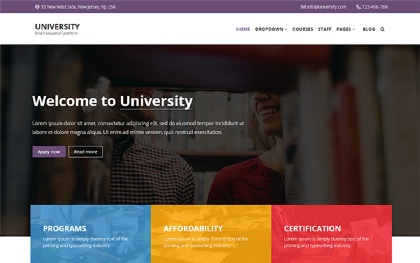 30 New West Side, New Jersey, NJ, USA
info@university.com 123-456-789
UNIVERSITY
Smart education platform
HOME DROPDOWN COURSES STAFF PAGES BLOG
Welcome to University
Lorem ipsum dolor sit amet, consectetur adipiscing elit, sed do eiusmod tempor incididunt ut
labore et dolore magna aliqua. Ut enim ad minim veniam, quis nostrud exercitation.
Apply now Read more
PROGRAMS
Lorem Ipsum is simply dummy text of the
printing and typesetting industry.
AFFORDABILITY
Lorem Ipsum is simply dummy text of the
printing and typesetting industry.
CERTIFICATION
Lorem Ipsum is simply dummy text of the
printing and typesetting industry.